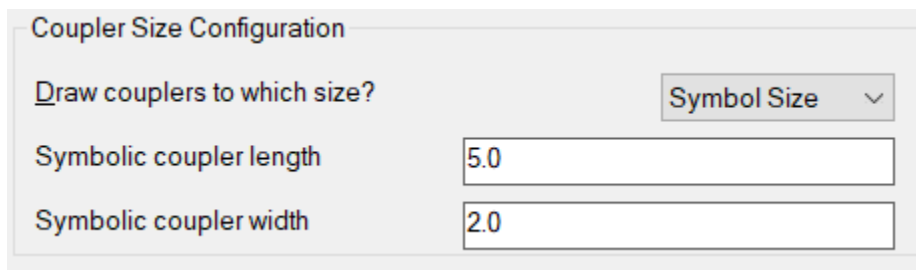 Coupler Size Configuration
Draw couplers to which size? Symbol Size
Symbolic coupler length 5.0
Symbolic coupler width 2.0